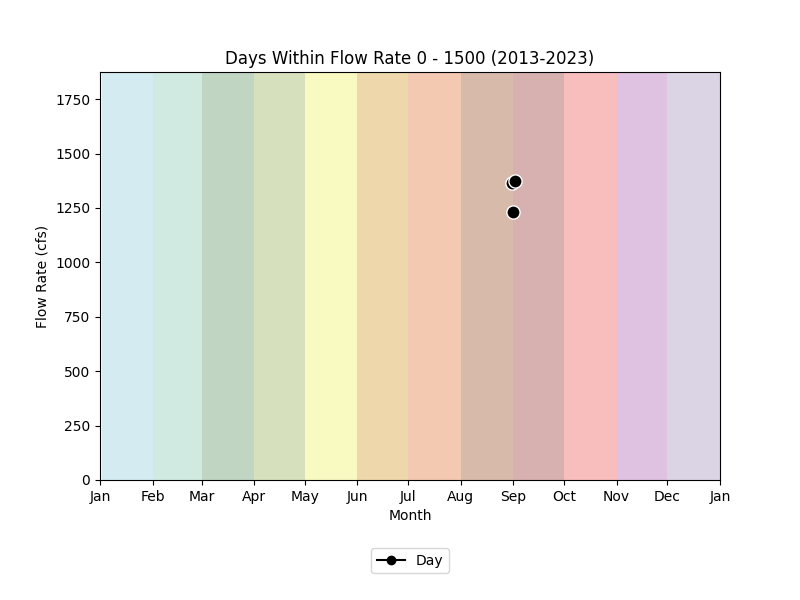 Days Within Flow Rate 0 - 1500 (2013-2023)
1750
1500
1250
1000
750
500
250
0
Flow Rate (cfs)
Jan Feb Mar Apr May Jun Jul Aug Sep Oct Nov Dec Jan
Month
Day